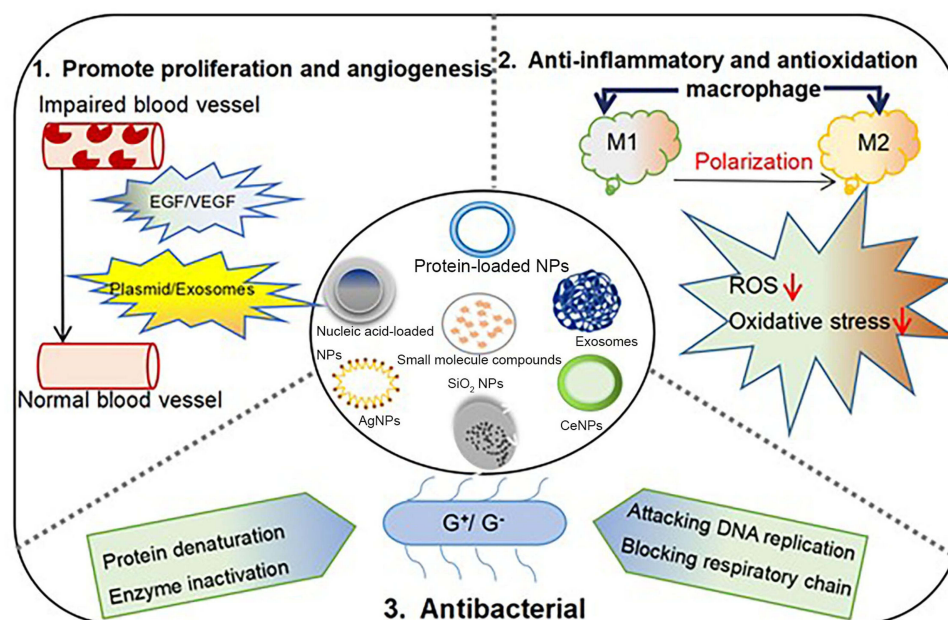 1. Promote proliferation and angiogenesis
Impaired blood vessel
EGF/VEGF
Plasmid/Exosomes
Normal blood vessel
2. Anti-inflammatory and antioxidation
macrophage
M1
M2
Polarization
ROS ↓
Oxidative stress ↓
Protein-loaded NPs
Nucleic acid-loaded
NPs
Small molecule compounds
Exosomes
SiO₂ NPs
AgNPs
CeNPs
G⁺/ G⁻
Protein denaturation
Enzyme inactivation
Attacking DNA replication
Blocking respiratory chain
3. Antibacterial